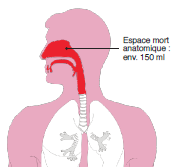 Espace mort
anatomique :
env. 150 ml